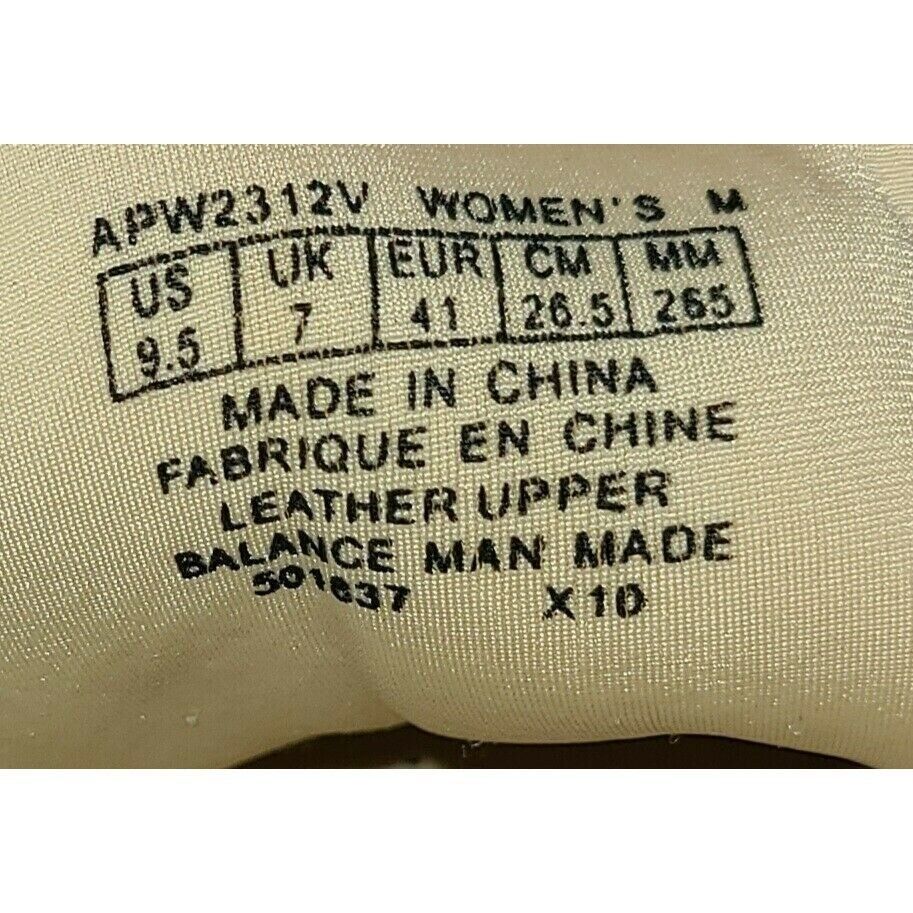 APW2312V WOMEN'S M
US UK EUR CM MM
9.5 7 41 26.5 265
MADE IN CHINA
FABRIQUE EN CHINE
LEATHER UPPER
BALANCE MAN MADE
501637 X10